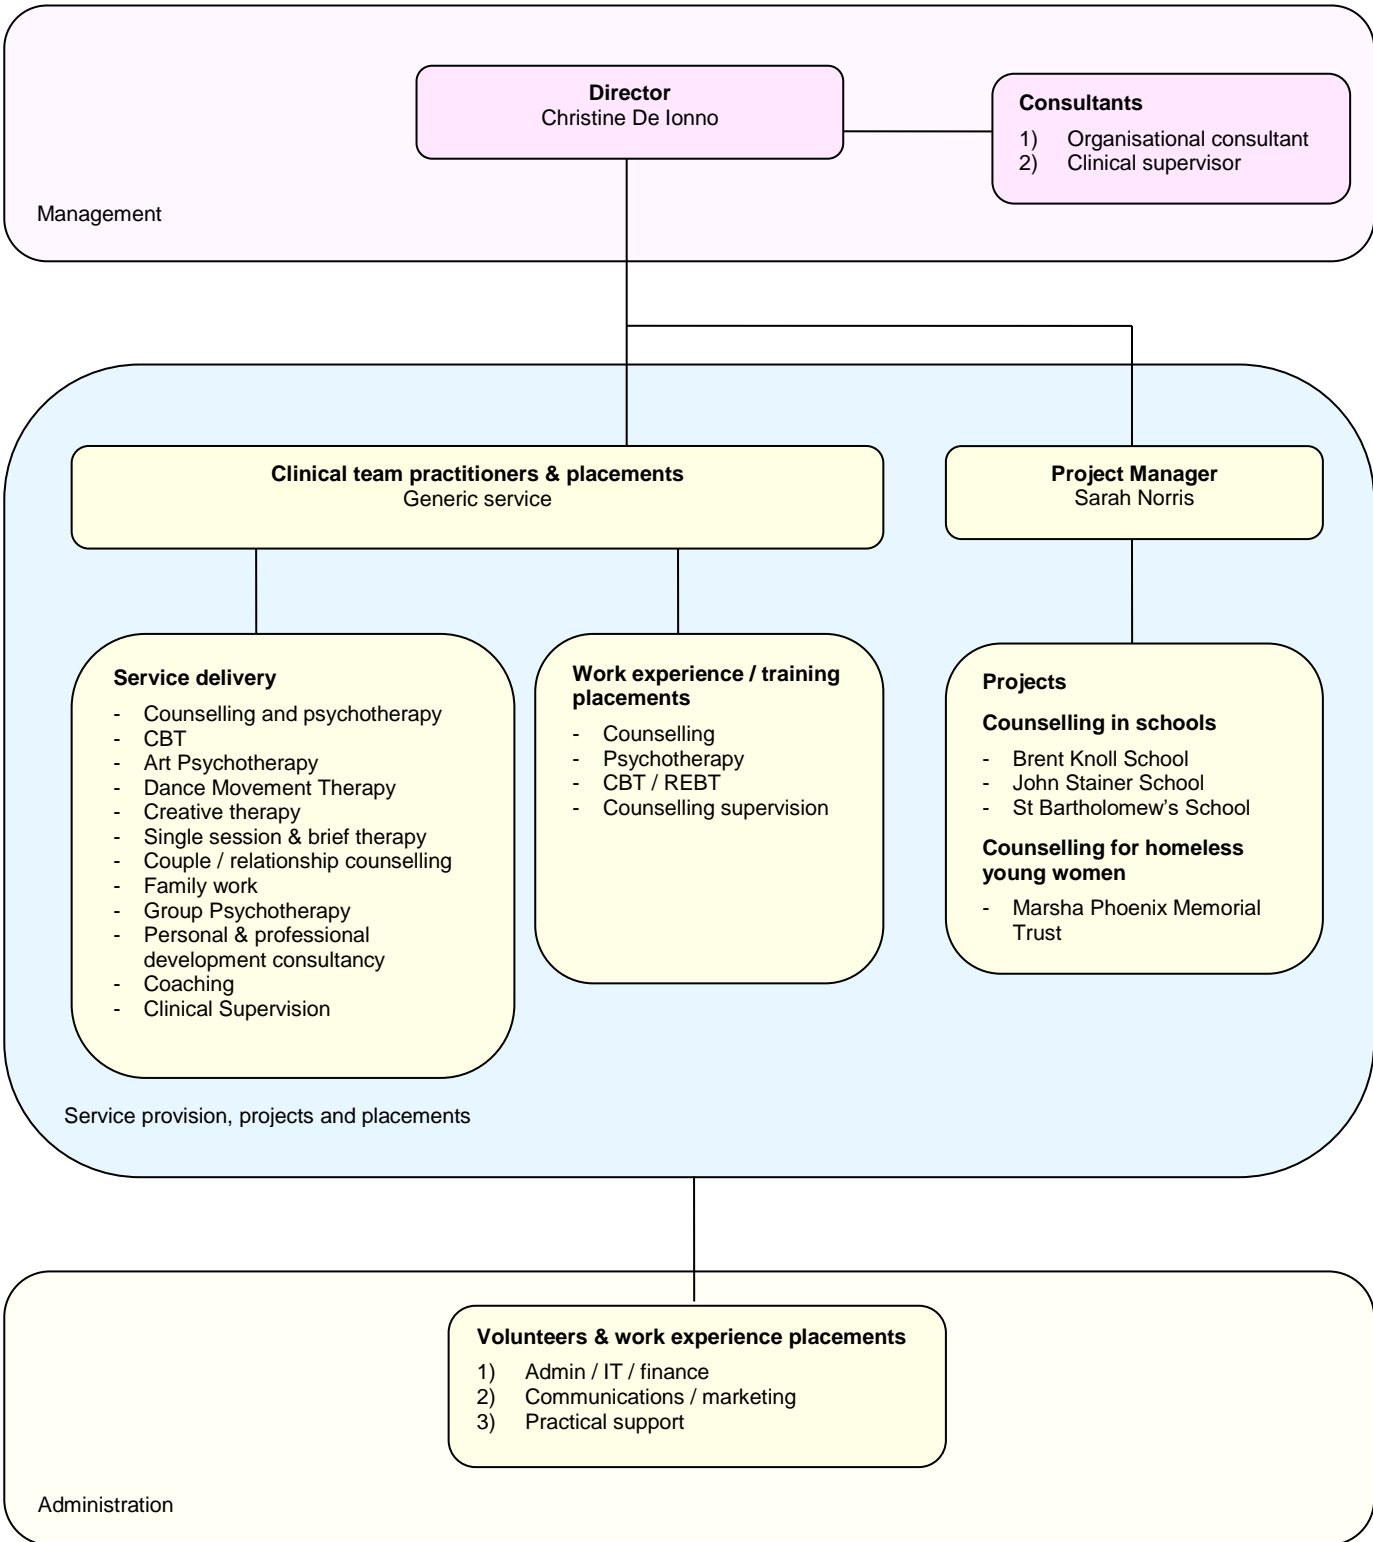 Director
Christine De Ionno
Consultants
1) Organisational consultant
2) Clinical supervisor
Management
Clinical team practitioners & placements
Generic service
Project Manager
Sarah Norris
Service delivery
- Counselling and psychotherapy
- CBT
- Art Psychotherapy
- Dance Movement Therapy
- Creative therapy
- Single session & brief therapy
- Couple / relationship counselling
- Family work
- Group Psychotherapy
- Personal & professional
development consultancy
- Coaching
- Clinical Supervision
Work experience / training
placements
- Counselling
- Psychotherapy
- CBT / REBT
- Counselling supervision
Projects
Counselling in schools
- Brent Knoll School
- John Stainer School
- St Bartholomew’s School
Counselling for homeless
young women
- Marsha Phoenix Memorial
Trust
Service provision, projects and placements
Volunteers & work experience placements
1) Admin / IT / finance
2) Communications / marketing
3) Practical support
Administration